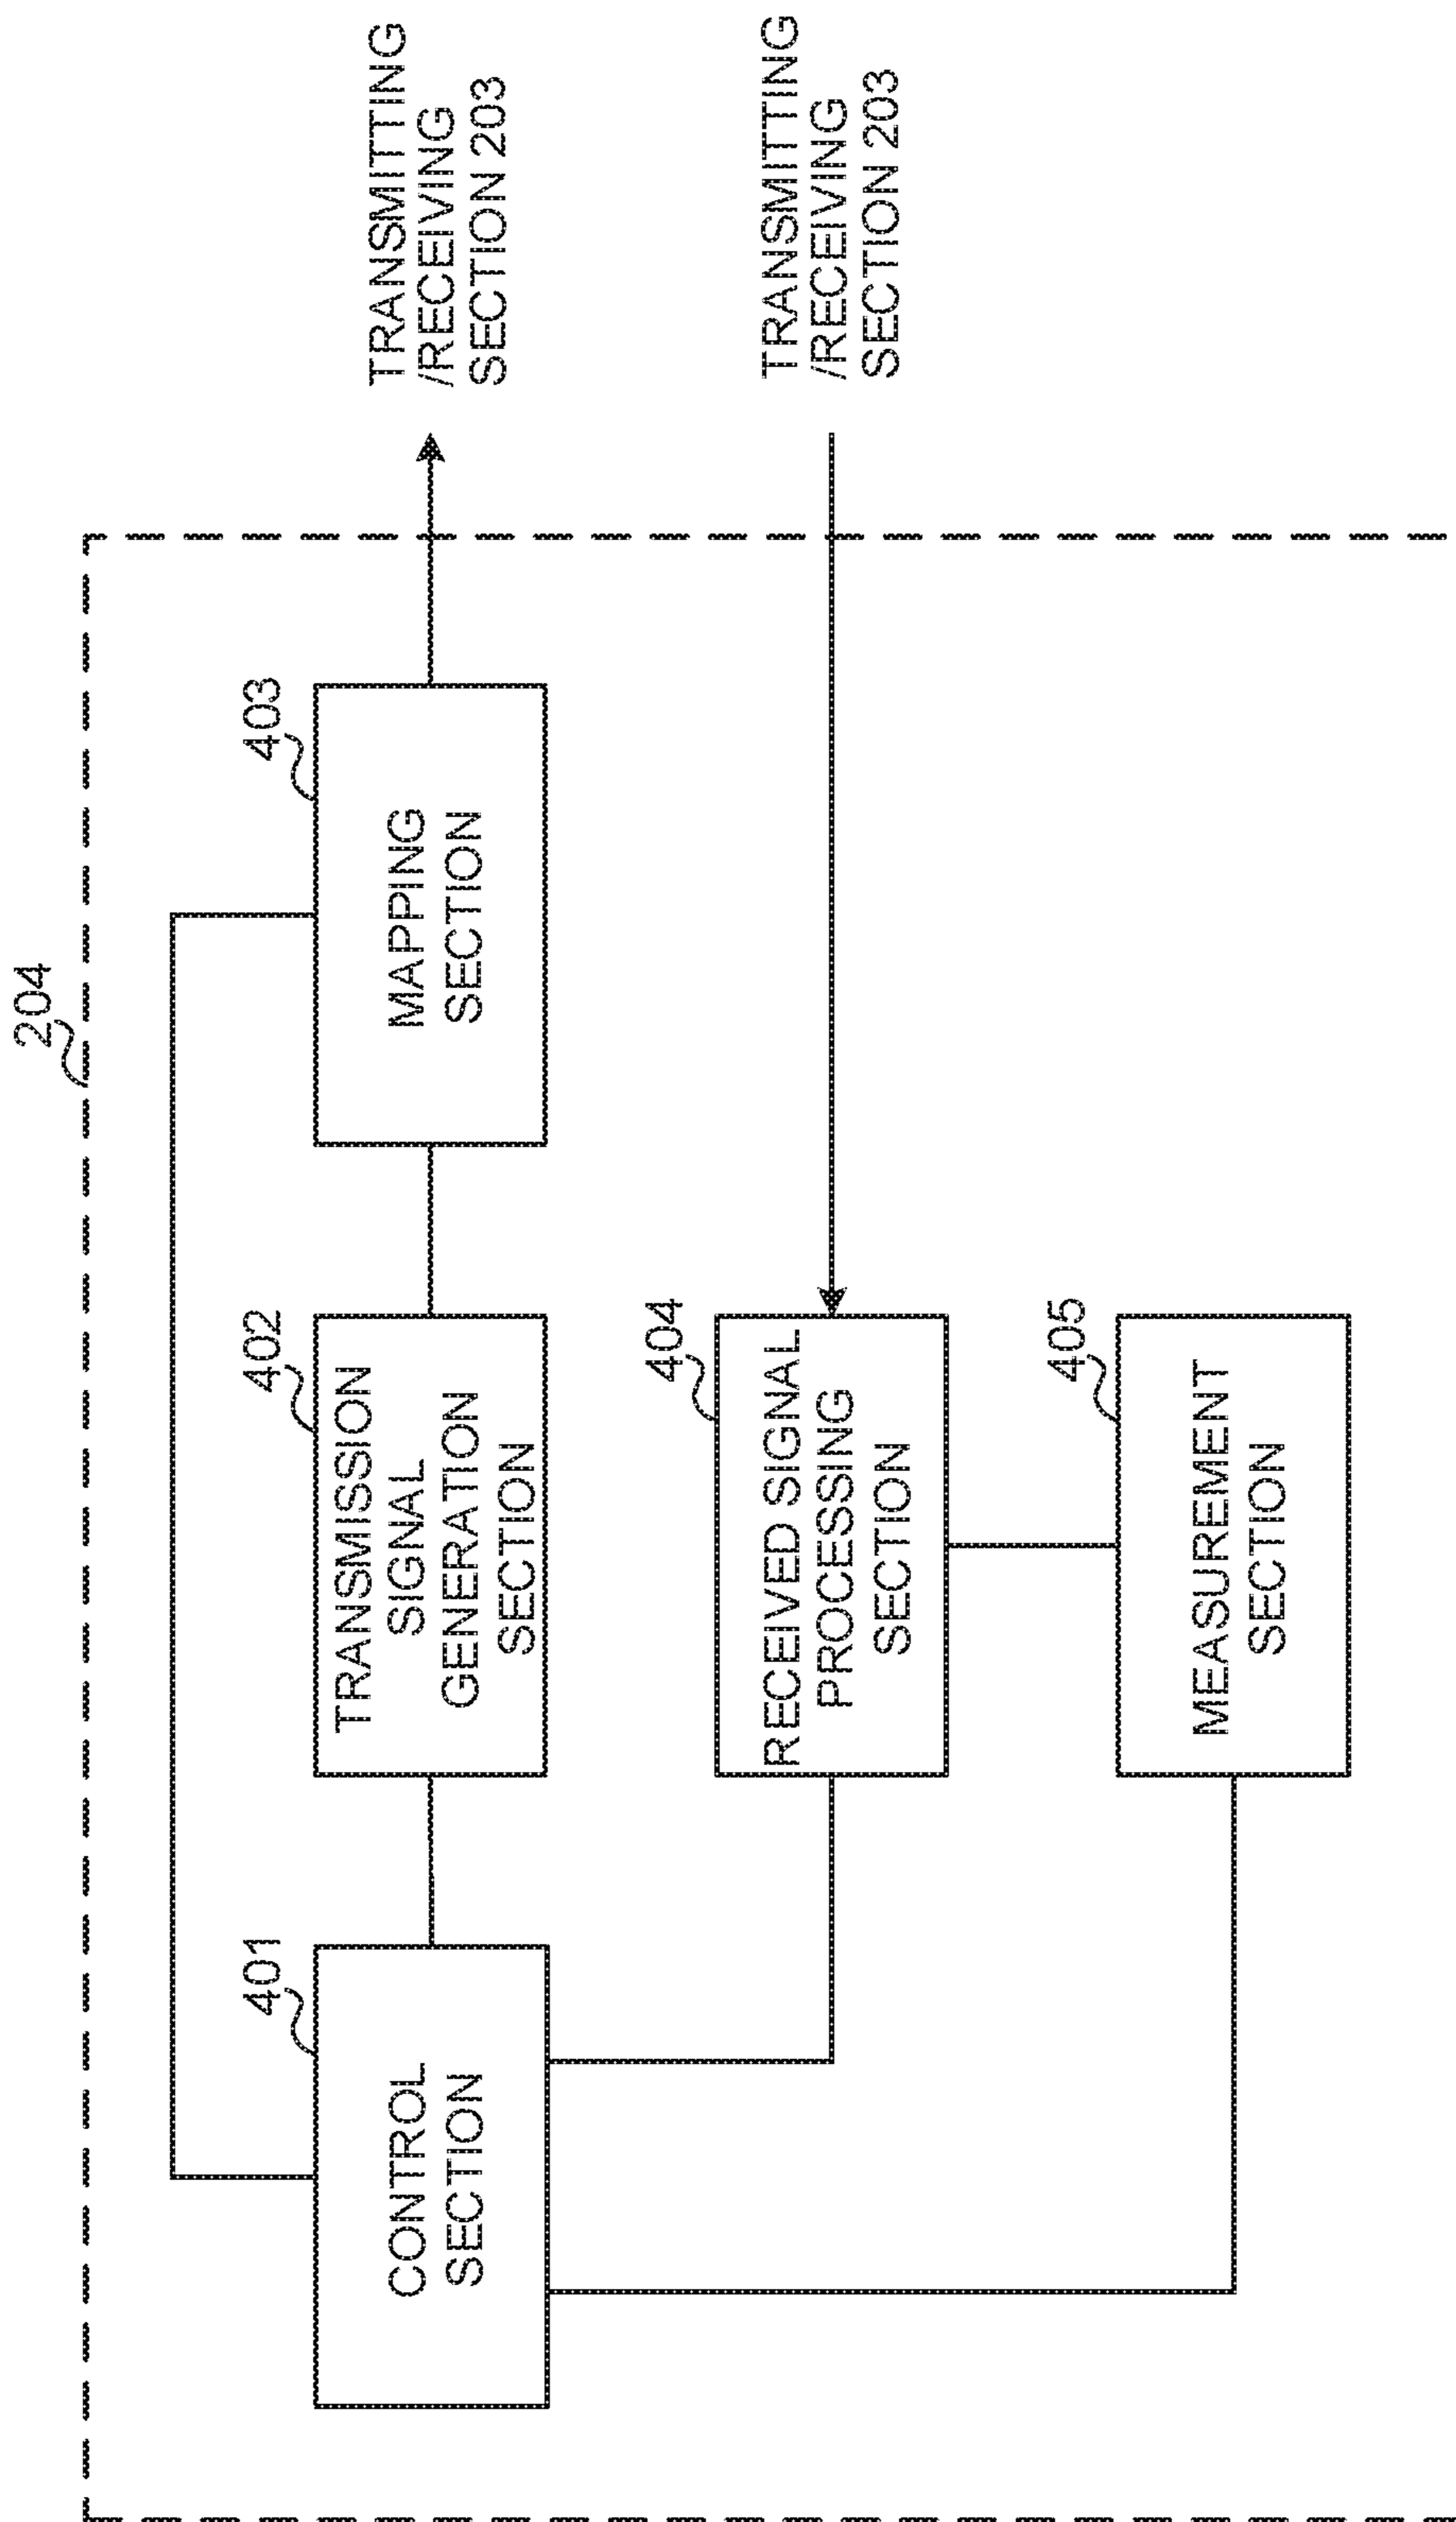 204
401
CONTROL
SECTION
402
TRANSMISSION
SIGNAL
GENERATION
SECTION
403
MAPPING
SECTION
TRANSMITTING
/RECEIVING
SECTION 203
404
RECEIVED SIGNAL
PROCESSING
SECTION
TRANSMITTING
/RECEIVING
SECTION 203
405
MEASUREMENT
SECTION